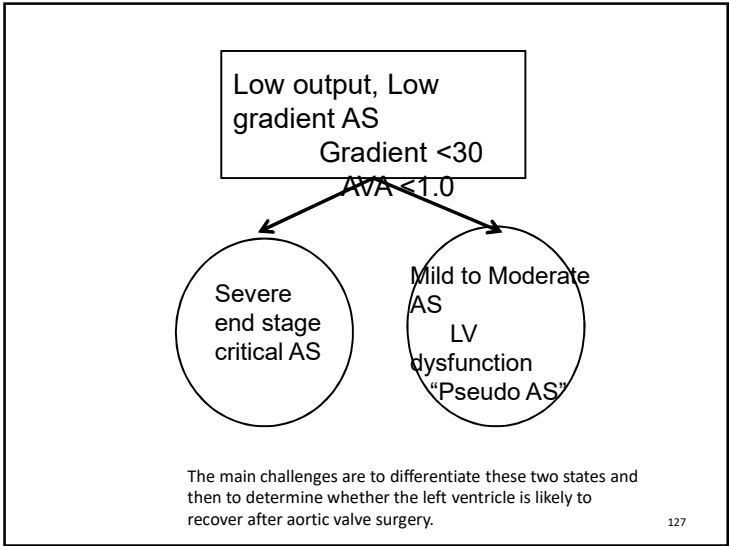 Low output, Low
gradient AS
Gradient <30
AVA <1.0
Severe
end stage
critical AS
Mild to Moderate
AS
LV
dysfunction
“Pseudo AS”
The main challenges are to differentiate these two states and
then to determine whether the left ventricle is likely to
recover after aortic valve surgery.
127